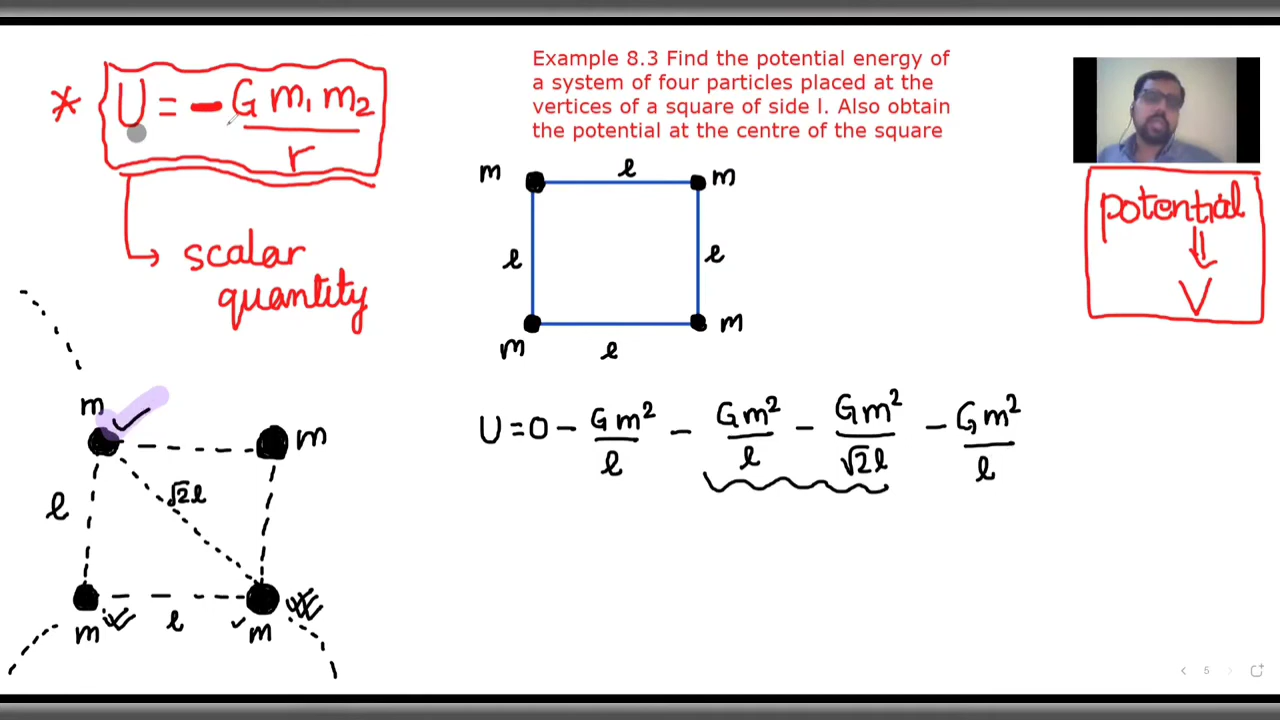 * U = - G m₁ m₂ / r
scalar
quantity
Example 8.3 Find the potential energy of
a system of four particles placed at the
vertices of a square of side l. Also obtain
the potential at the centre of the square
m ℓ m
ℓ ℓ
m ℓ m
potential
⇓
V
m m
ℓ √2ℓ
m ℓ m
U = 0 - Gm²/ℓ - Gm²/ℓ - Gm²/√2ℓ - Gm²/ℓ
5